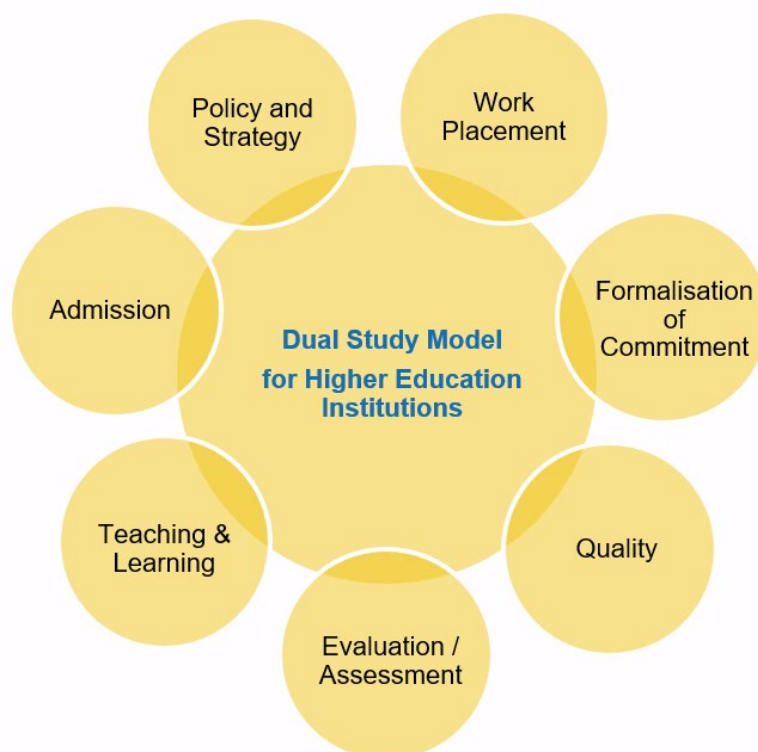 Policy and
Strategy
Work
Placement
Admission
Formalisation
of
Commitment
Dual Study Model
for Higher Education
Institutions
Teaching &
Learning
Quality
Evaluation /
Assessment